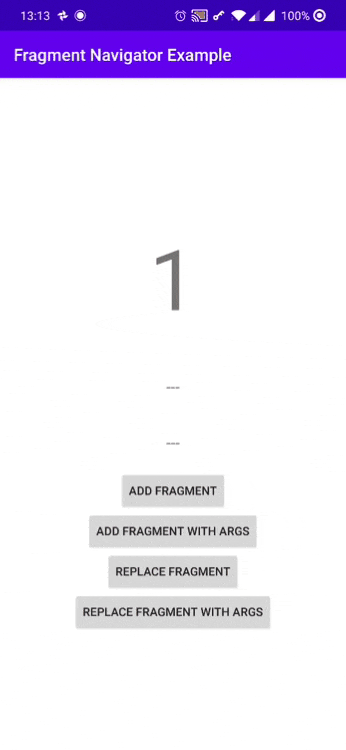 13:13 100%
Fragment Navigator Example
1
---
---
ADD FRAGMENT
ADD FRAGMENT WITH ARGS
REPLACE FRAGMENT
REPLACE FRAGMENT WITH ARGS